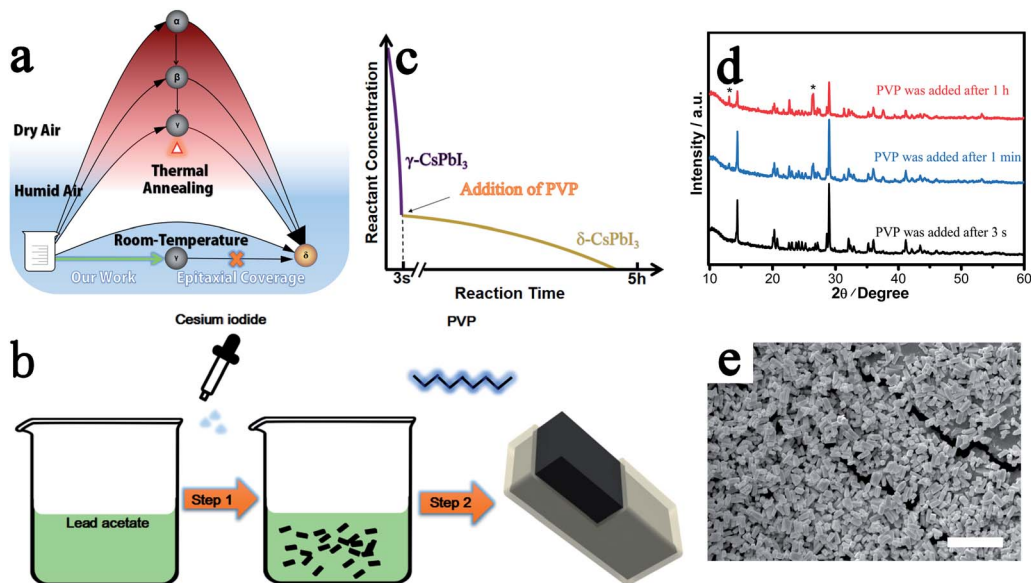 a
α
β
γ
Dry Air
Thermal
Annealing
Humid Air
Room-Temperature
γ
δ
Our Work
Epitaxial Coverage
c
Reactant Concentration
γ-CsPbI₃
Addition of PVP
δ-CsPbI₃
3s
5h
Reaction Time
d
Intensity / a.u.
*
*
PVP was added after 1 h
PVP was added after 1 min
PVP was added after 3 s
10
20
30
40
50
60
2θ /Degree
b
Cesium iodide
PVP
Lead acetate
Step 1
Step 2
e